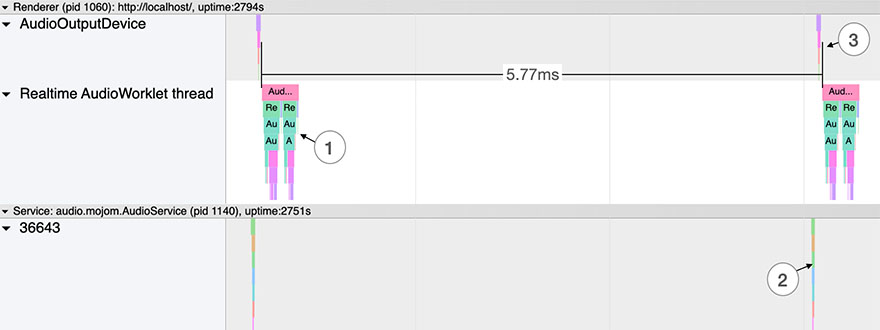 Renderer (pid 1060): http://localhost/, uptime:2794s
AudioOutputDevice
3
5.77ms
Realtime AudioWorklet thread
Aud... Aud...
Re Re Re Re
Au Au Au Au
Au A Au A
1
Service: audio.mojom.AudioService (pid 1140), uptime:2751s
36643
2